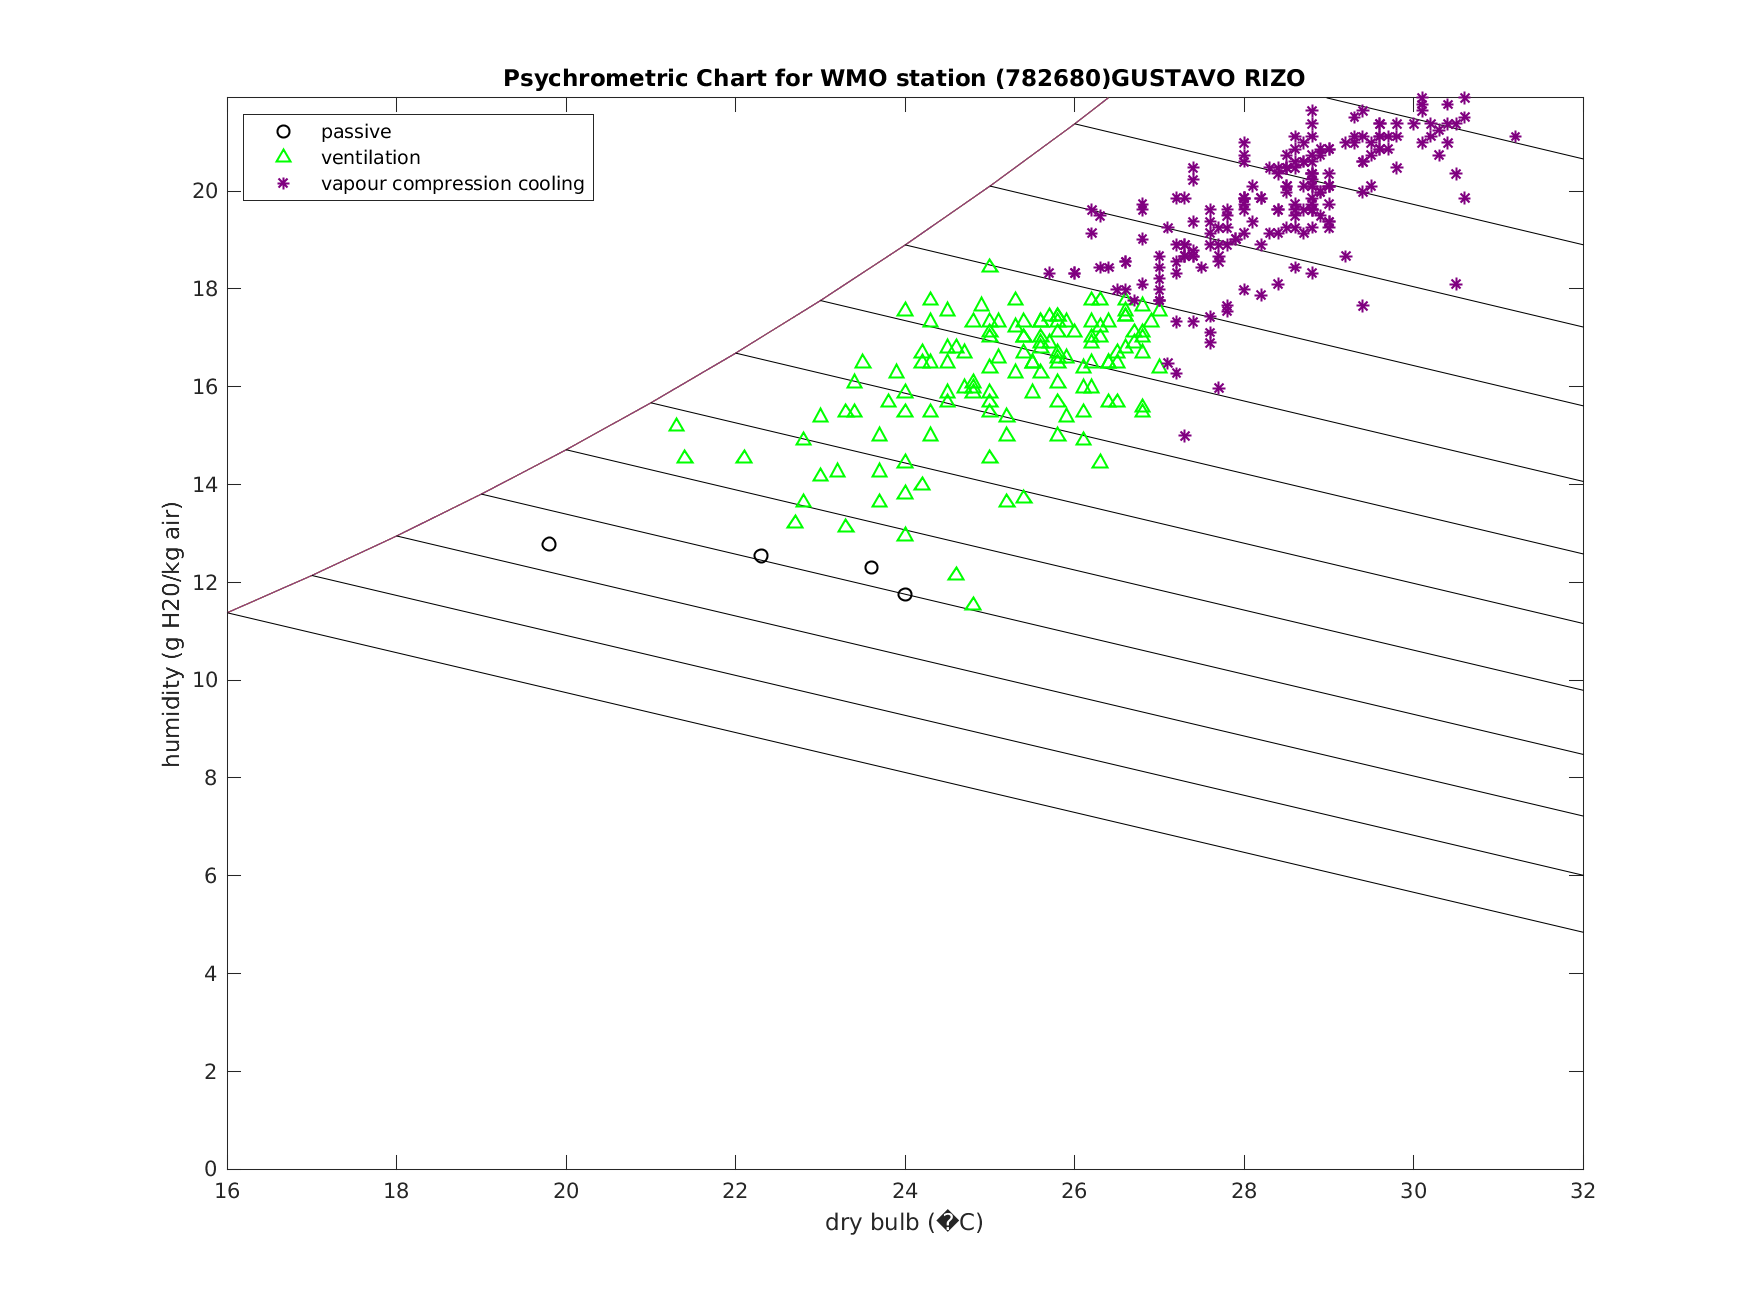 Psychrometric Chart for WMO station (782680)GUSTAVO RIZO
passive
ventilation
vapour compression cooling
humidity (g H20/kg air)
20
18
16
14
12
10
8
6
4
2
0
16 18 20 22 24 26 28 30 32
dry bulb (�C)